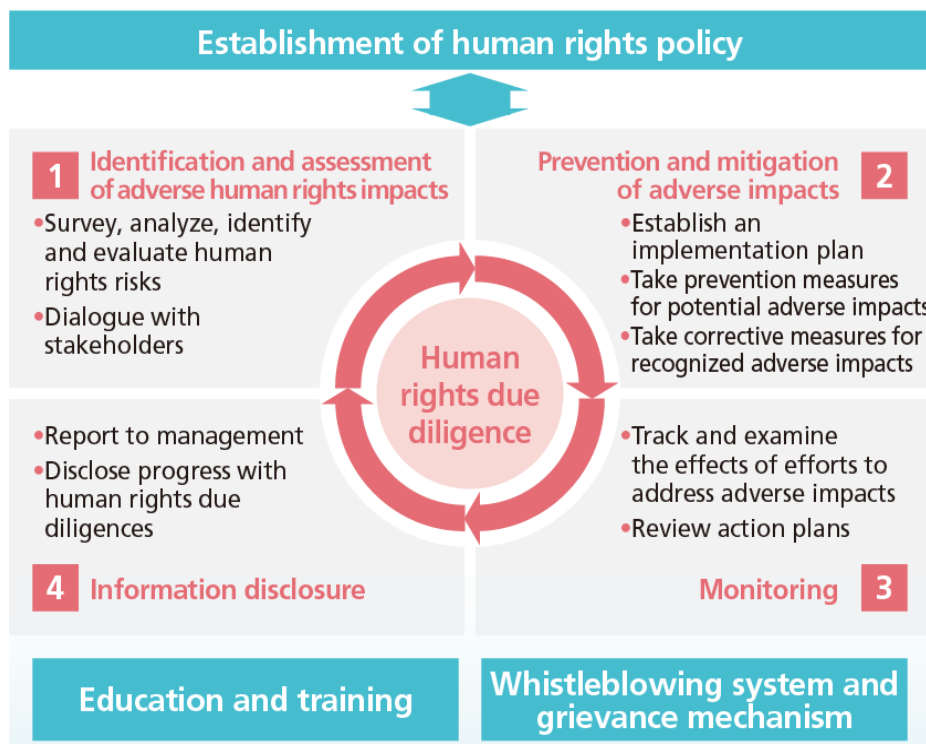 Establishment of human rights policy
1
Identification and assessment
of adverse human rights impacts
•Survey, analyze, identify
and evaluate human
rights risks
•Dialogue with
stakeholders
Prevention and mitigation
of adverse impacts
2
•Establish an
implementation plan
•Take prevention measures
for potential adverse impacts
•Take corrective measures for
recognized adverse impacts
Human
rights due
diligence
•Track and examine
the effects of efforts to
address adverse impacts
•Review action plans
Monitoring
3
•Report to management
•Disclose progress with
human rights due
diligences
4
Information disclosure
Education and training
Whistleblowing system and
grievance mechanism